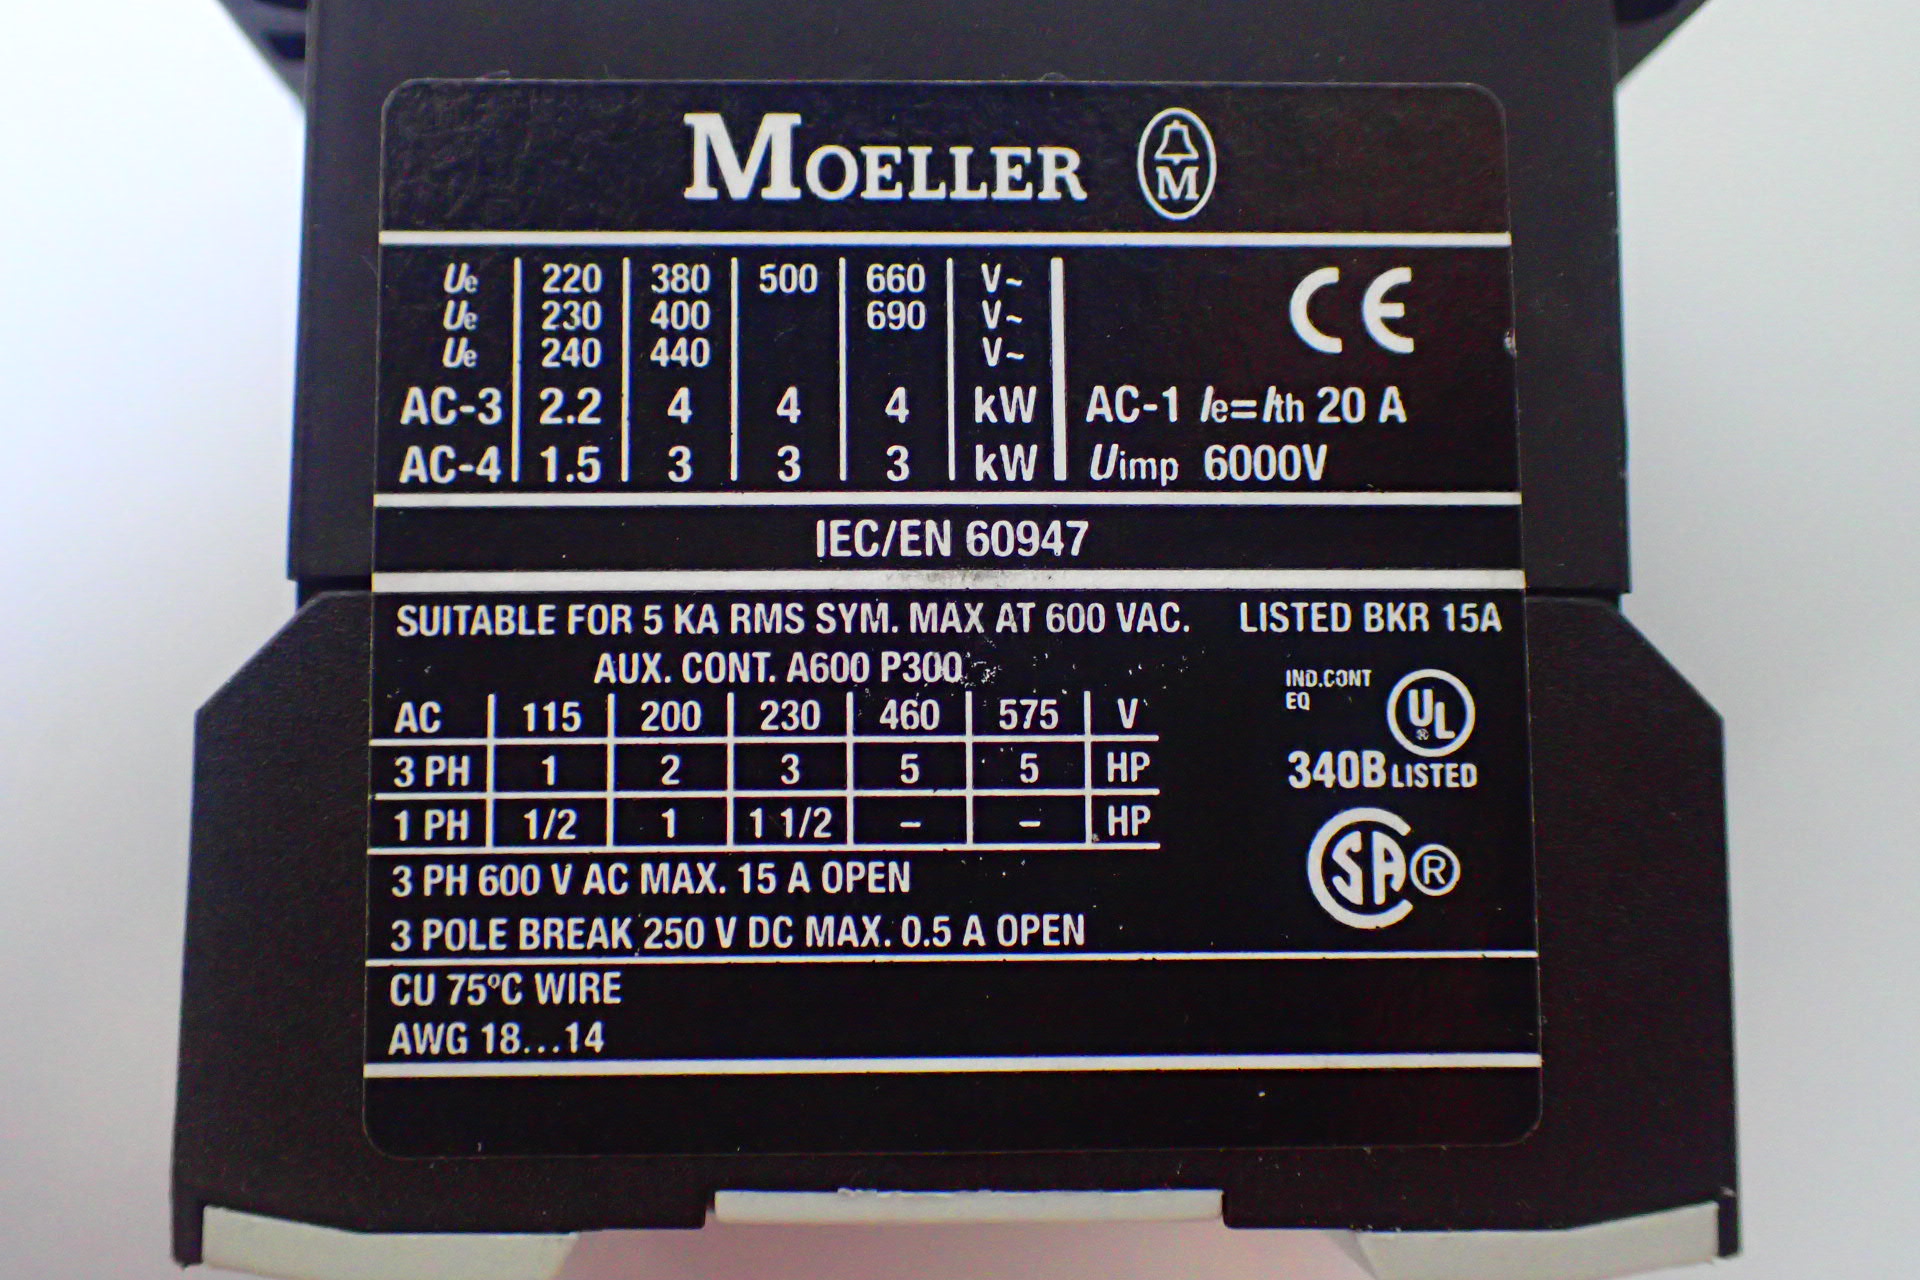 MOELLER M
Ue 220 380 500 660 V~
Ue 230 400 690 V~
Ue 240 440 V~
CE
AC-3 2.2 4 4 4 kW AC-1 Ie=Ith 20 A
AC-4 1.5 3 3 3 kW Uimp 6000V
IEC/EN 60947
SUITABLE FOR 5 KA RMS SYM. MAX AT 600 VAC. LISTED BKR 15A
AUX. CONT. A600 P300
IND.CONT
EQ
UL®
AC 115 200 230 460 575 V
3 PH 1 2 3 5 5 HP
340B LISTED
1 PH 1/2 1 1 1/2 – – HP
SA ®
3 PH 600 V AC MAX. 15 A OPEN
3 POLE BREAK 250 V DC MAX. 0.5 A OPEN
CU 75°C WIRE
AWG 18...14